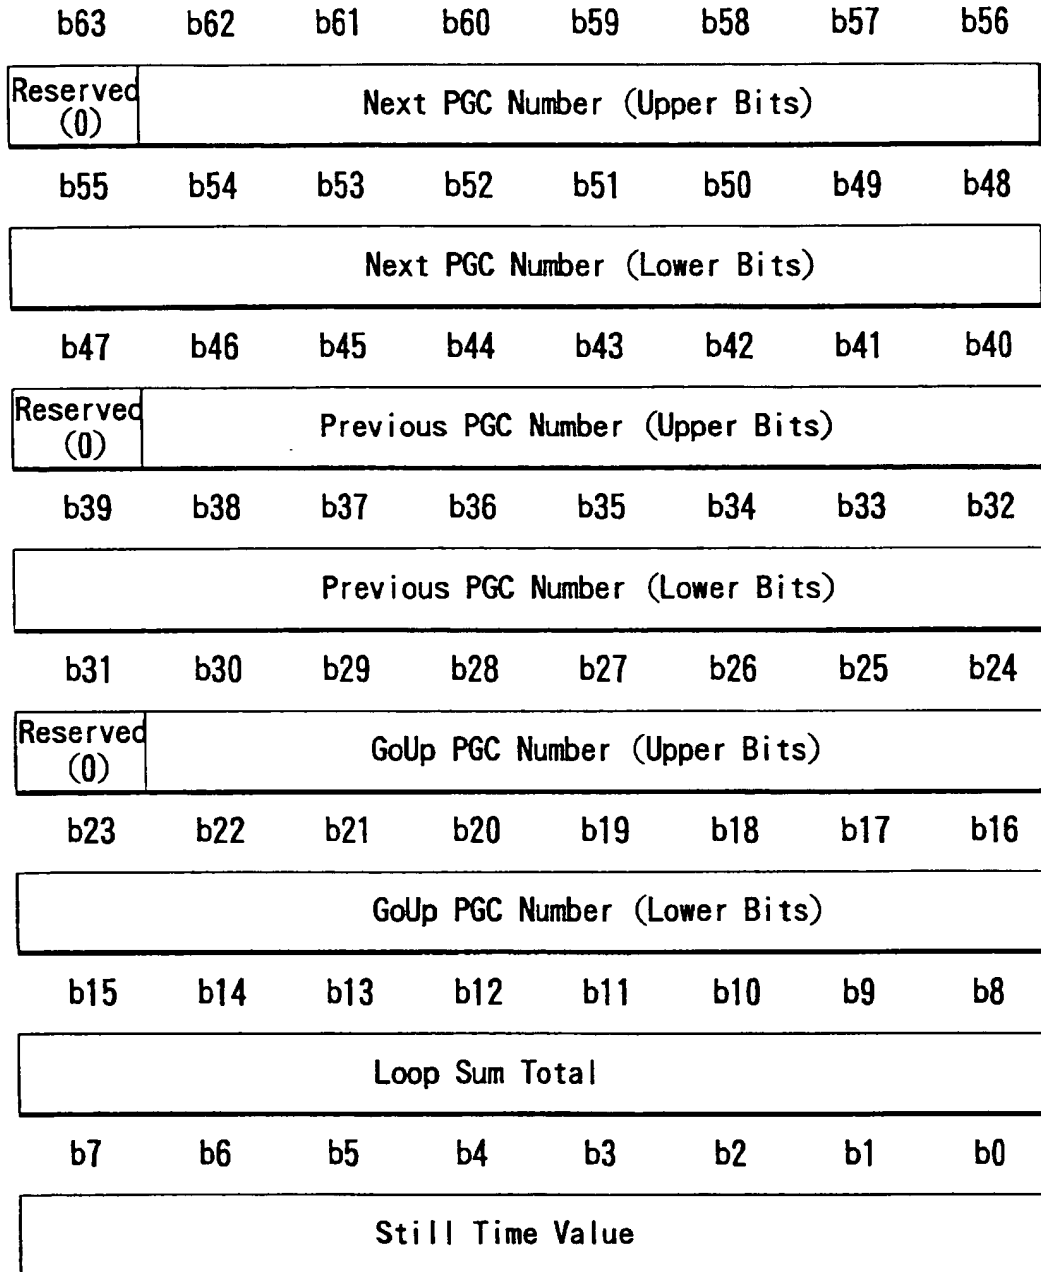 b63 b62 b61 b60 b59 b58 b57 b56
Reserved
(0)
Next PGC Number (Upper Bits)
b55 b54 b53 b52 b51 b50 b49 b48
Next PGC Number (Lower Bits)
b47 b46 b45 b44 b43 b42 b41 b40
Reserved
(0)
Previous PGC Number (Upper Bits)
b39 b38 b37 b36 b35 b34 b33 b32
Previous PGC Number (Lower Bits)
b31 b30 b29 b28 b27 b26 b25 b24
Reserved
(0)
GoUp PGC Number (Upper Bits)
b23 b22 b21 b20 b19 b18 b17 b16
GoUp PGC Number (Lower Bits)
b15 b14 b13 b12 b11 b10 b9 b8
Loop Sum Total
b7 b6 b5 b4 b3 b2 b1 b0
Still Time Value